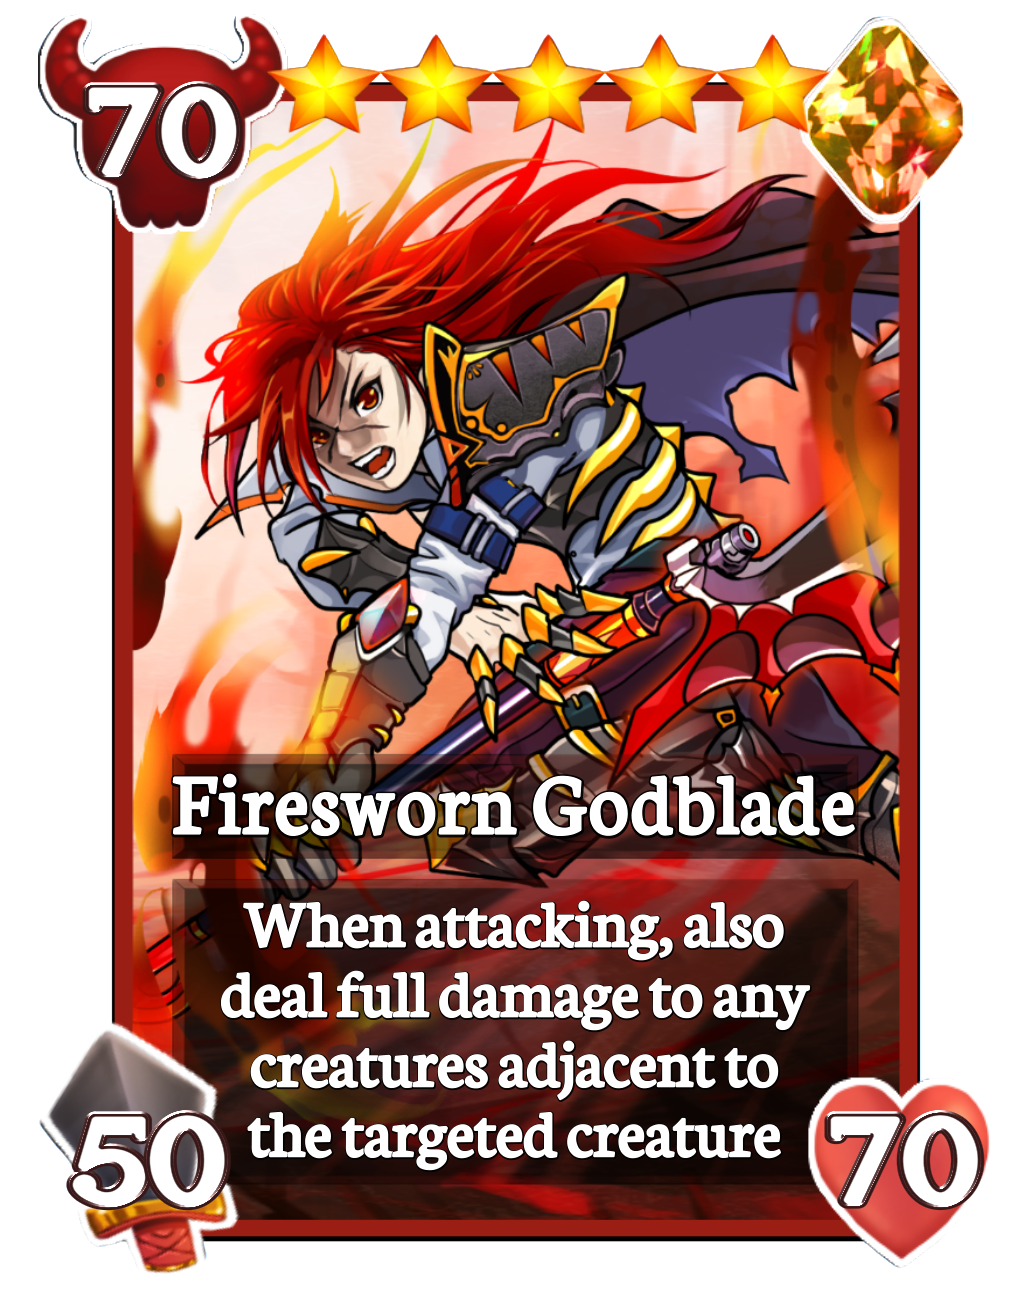 70
Firesworn Godblade
When attacking, also
deal full damage to any
creatures adjacent to
the targeted creature
50
70